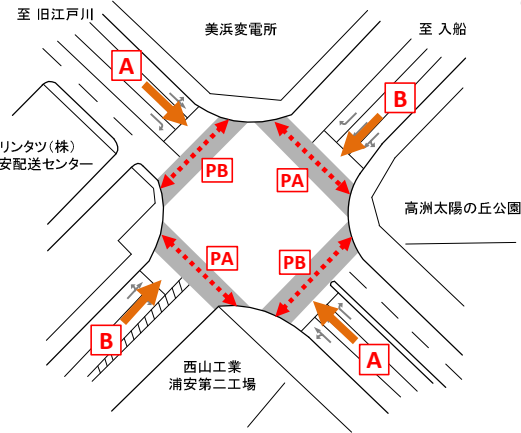 至 旧江戸川
美浜変電所
至 入船
A
B
リンタツ（株）
安配送センター
PB
PA
高洲太陽の丘公園
PA
PB
B
A
西山工業
浦安第二工場